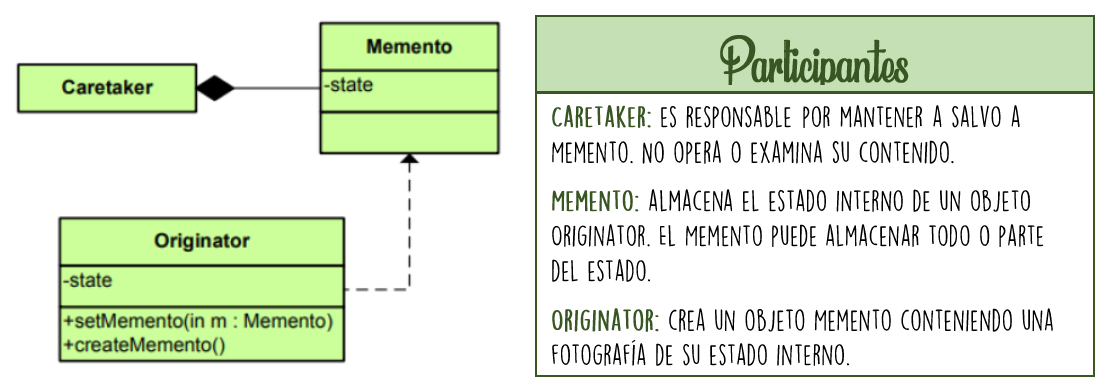 Memento
-state
Caretaker
Originator
-state
+setMemento(in m : Memento)
+createMemento()
Participantes
CARETAKER: ES RESPONSABLE POR MANTENER A SALVO A
MEMENTO. NO OPERA O EXAMINA SU CONTENIDO.
MEMENTO: ALMACENA EL ESTADO INTERNO DE UN OBJETO
ORIGINATOR. EL MEMENTO PUEDE ALMACENAR TODO O PARTE
DEL ESTADO.
ORIGINATOR: CREA UN OBJETO MEMENTO CONTENIENDO UNA
FOTOGRAFÍA DE SU ESTADO INTERNO.